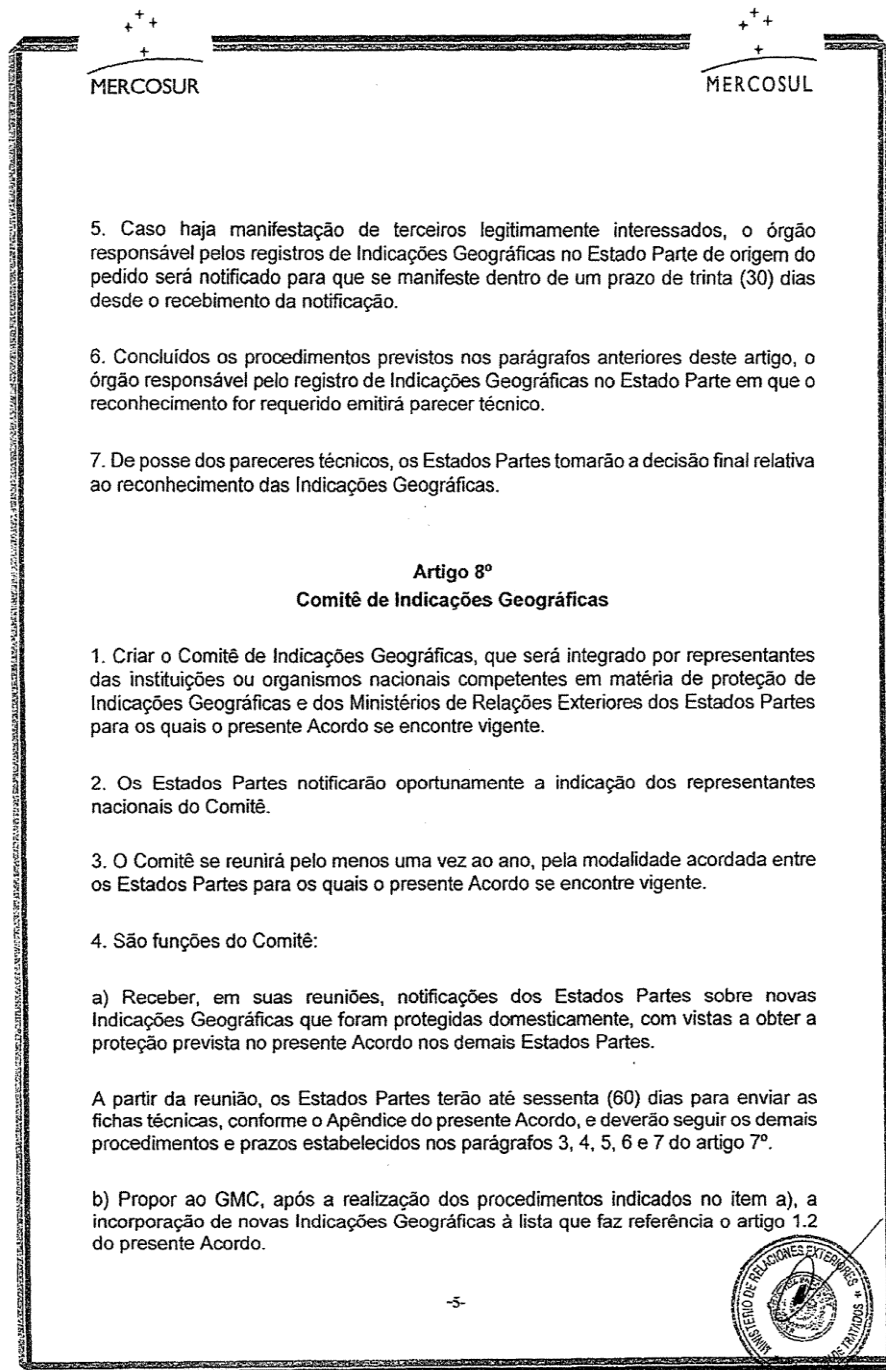 MERCOSUR
MERCOSUL
5. Caso haja manifestação de terceiros legitimamente interessados, o órgão
responsável pelos registros de Indicações Geográficas no Estado Parte de origem do
pedido será notificado para que se manifeste dentro de um prazo de trinta (30) dias
desde o recebimento da notificação.
6. Concluídos os procedimentos previstos nos parágrafos anteriores deste artigo, o
órgão responsável pelo registro de Indicações Geográficas no Estado Parte em que o
reconhecimento for requerido emitirá parecer técnico.
7. De posse dos pareceres técnicos, os Estados Partes tomarão a decisão final relativa
ao reconhecimento das Indicações Geográficas.
Artigo 8º
Comitê de Indicações Geográficas
1. Criar o Comitê de Indicações Geográficas, que será integrado por representantes
das instituições ou organismos nacionais competentes em matéria de proteção de
Indicações Geográficas e dos Ministérios de Relações Exteriores dos Estados Partes
para os quais o presente Acordo se encontre vigente.
2. Os Estados Partes notificarão oportunamente a indicação dos representantes
nacionais do Comitê.
3. O Comitê se reunirá pelo menos uma vez ao ano, pela modalidade acordada entre
os Estados Partes para os quais o presente Acordo se encontre vigente.
4. São funções do Comitê:
a) Receber, em suas reuniões, notificações dos Estados Partes sobre novas
Indicações Geográficas que foram protegidas domesticamente, com vistas a obter a
proteção prevista no presente Acordo nos demais Estados Partes.
A partir da reunião, os Estados Partes terão até sessenta (60) dias para enviar as
fichas técnicas, conforme o Apêndice do presente Acordo, e deverão seguir os demais
procedimentos e prazos estabelecidos nos parágrafos 3, 4, 5, 6 e 7 do artigo 7º.
b) Propor ao GMC, após a realização dos procedimentos indicados no item a), a
incorporação de novas Indicações Geográficas à lista que faz referência o artigo 1.2
do presente Acordo.
-5-
MINISTERIO DE RELACIONES EXTERIORES
DE TRATADOS